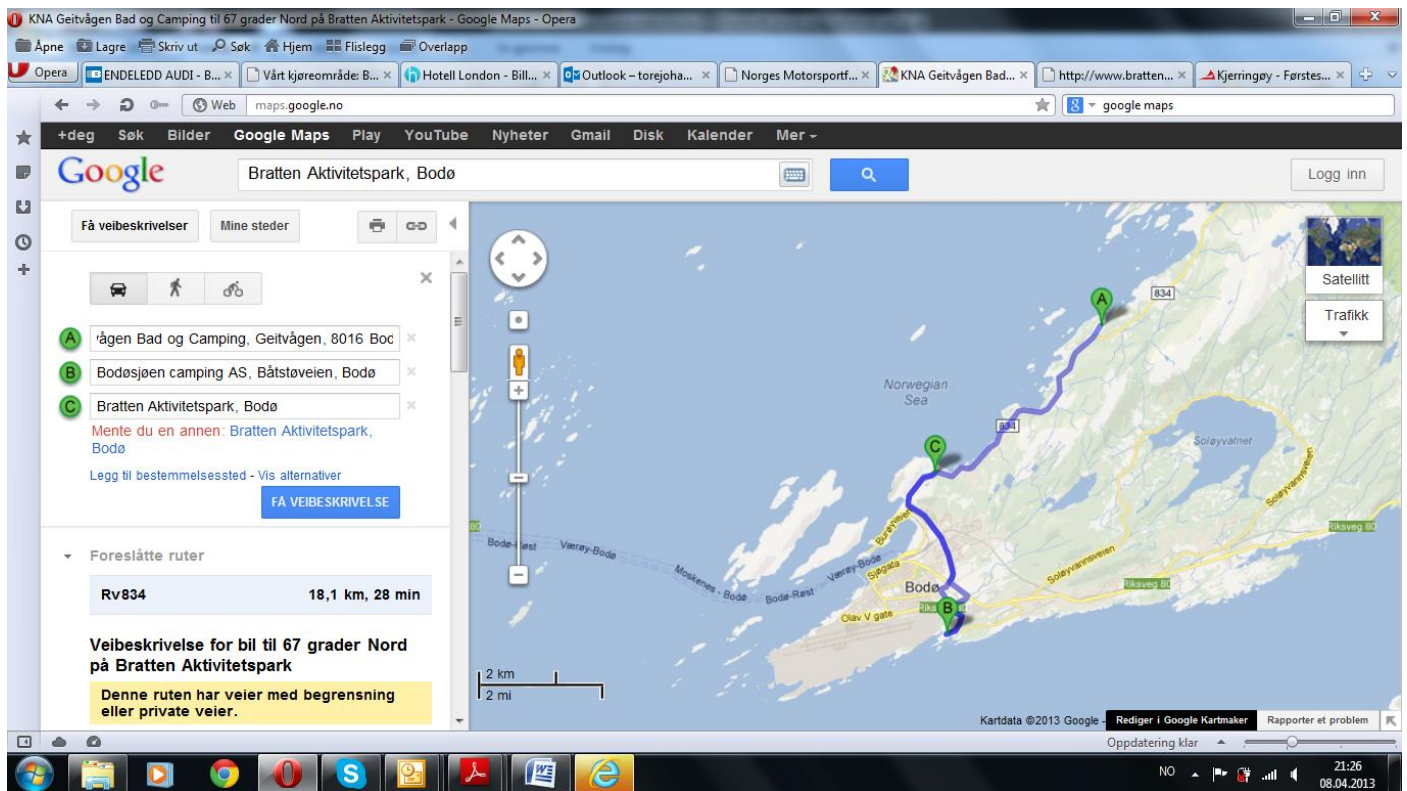 KNA Geitvågen Bad og Camping til 67 grader Nord på Bratten Aktivitetspark - Google Maps - Opera
Åpne Lagre Skriv ut Søk Hjem Flislegg Overlapp
Opera ENDELEDD AUDI - B... Vårt kjøreområde: B... Hotell London - Bill... Outlook – torejoha... Norges Motorsportf... KNA Geitvågen Bad... http://www.bratten... Kjerringøy - Førstes...
Web maps.google.no google maps
+deg Søk Bilder Google Maps Play YouTube Nyheter Gmail Disk Kalender Mer
Google Bratten Aktivitetspark, Bodø Logg inn
Få veibeskrivelser Mine steder
A vågen Bad og Camping, Geitvågen, 8016 Bod
B Bodøsjøen camping AS, Båtstøveien, Bodø
C Bratten Aktivitetspark, Bodø
Mente du en annen: Bratten Aktivitetspark,
Bodø
Legg til bestemmelsessted - Vis alternativer
FÅ VEIBESKRIVELSE
Foreslåtte ruter
Rv834 18,1 km, 28 min
Veibeskrivelse for bil til 67 grader Nord
på Bratten Aktivitetspark
Denne ruten har veier med begrensning
eller private veier.
Satellitt
Trafikk
A
834
Norwegian
Sea
834
Soløyvatnet
C
Soløyvannsveien
Burøyveien
80
Riksveg 80
Bodø-Røst Værøy-Bodø
Moskenes - Bodø Bodø-Røst Værøy-Bodø
Sjøgata
Soløyvannsveien
Bodø
Riksveg 80
B
Olav V gate
2 km
2 mi
Kartdata ©2013 Google - Rediger i Google Kartmaker Rapporter et problem
Oppdatering klar
NO 21:26
08.04.2013